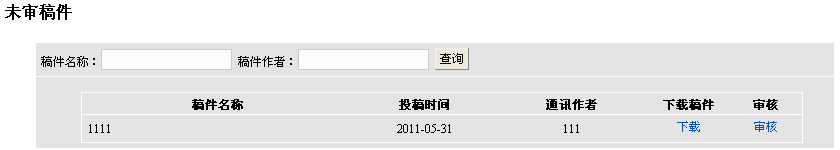 未审稿件
稿件名称： 稿件作者： 查询
稿件名称 投稿时间 通讯作者 下载稿件 审核
1111 2011-05-31 111 下载 审核